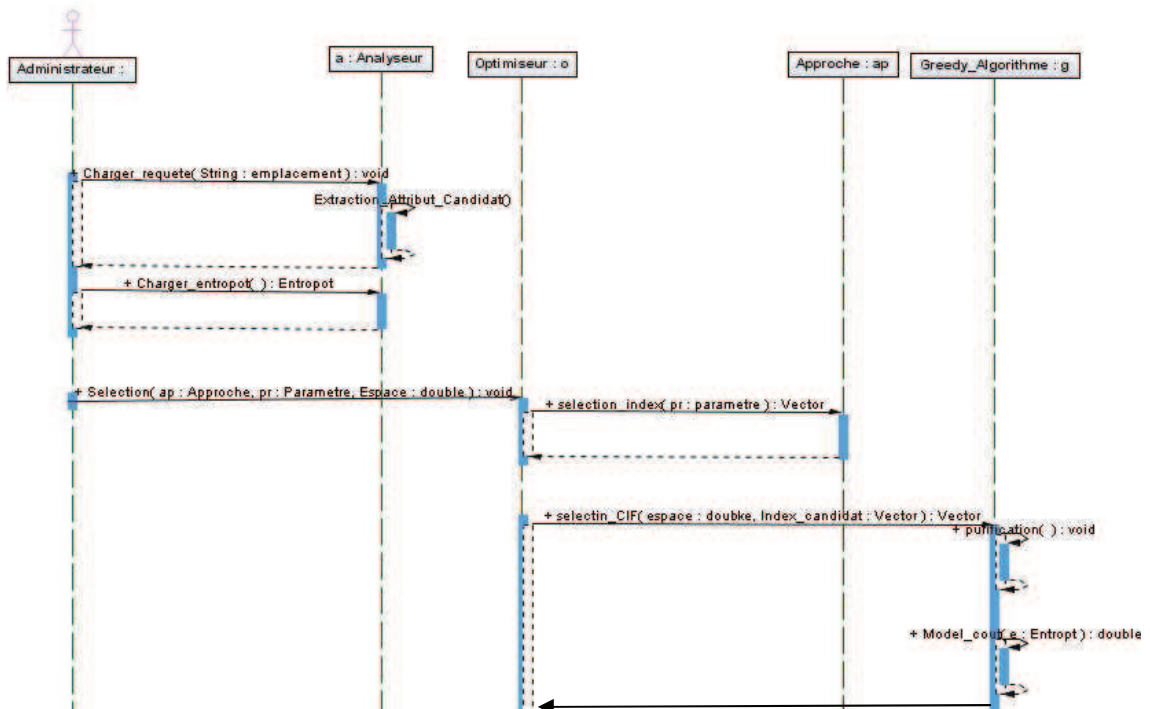 Administrateur :
a : Analyseur
Optimiseur : o
Approche : ap
Greedy_Algorithme : g
+ Charger_requete( String : emplacement ) : void
Extraction_Attribut_Candidat()
+ Charger_entropot( ) : Entropot
+ Selection( ap : Approche, pr : Parametre, Espace : double ) : void
+ selection_index( pr : parametre ) : Vector
+ selectin_CIF( espace : doubke, Index_candidat : Vector ) : Vector
+ purification( ) : void
+ Model_cout( e : Entropt ) : double